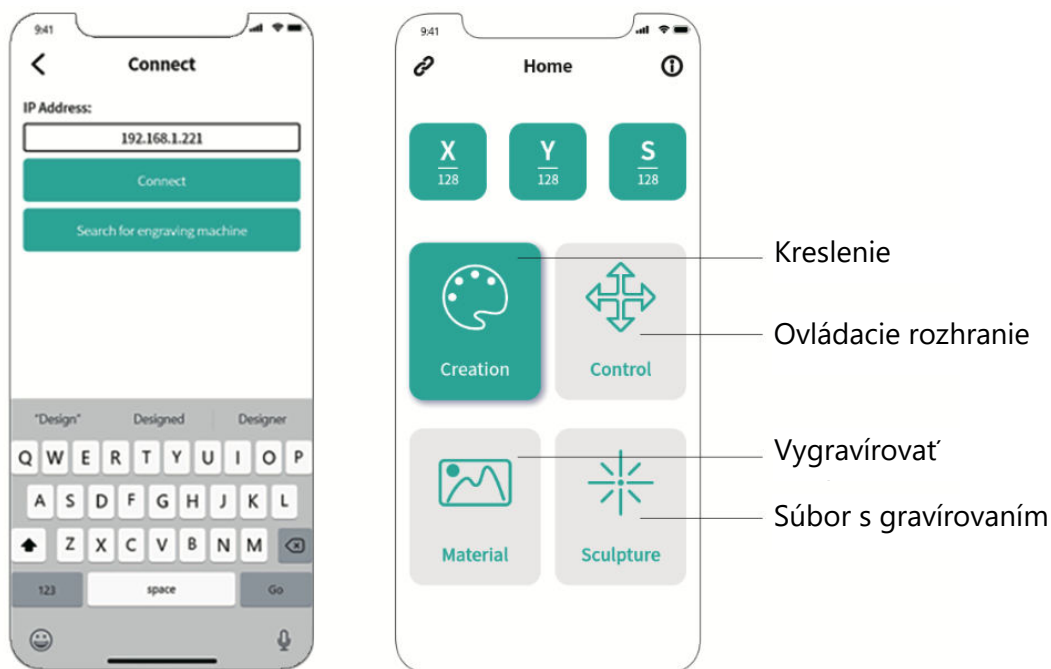 9:41
Connect
IP Address:
192.168.1.221
Connect
Search for engraving machine
"Design" Designed Designer
Q W E R T Y U I O P
A S D F G H J K L
Z X C V B N M
123 space Go
9:41
Home
X Y S
128 128 128
Creation Control
Material Sculpture
Kreslenie
Ovládacie rozhranie
Vygravírovať
Súbor s gravírovaním